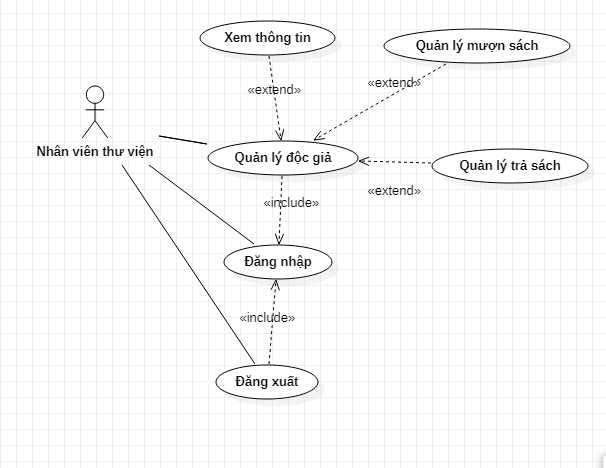 Xem thông tin
Quản lý mượn sách
«extend»
«extend»
Nhân viên thư viện
Quản lý độc giả
Quản lý trả sách
«extend»
«include»
Đăng nhập
«include»
Đăng xuất